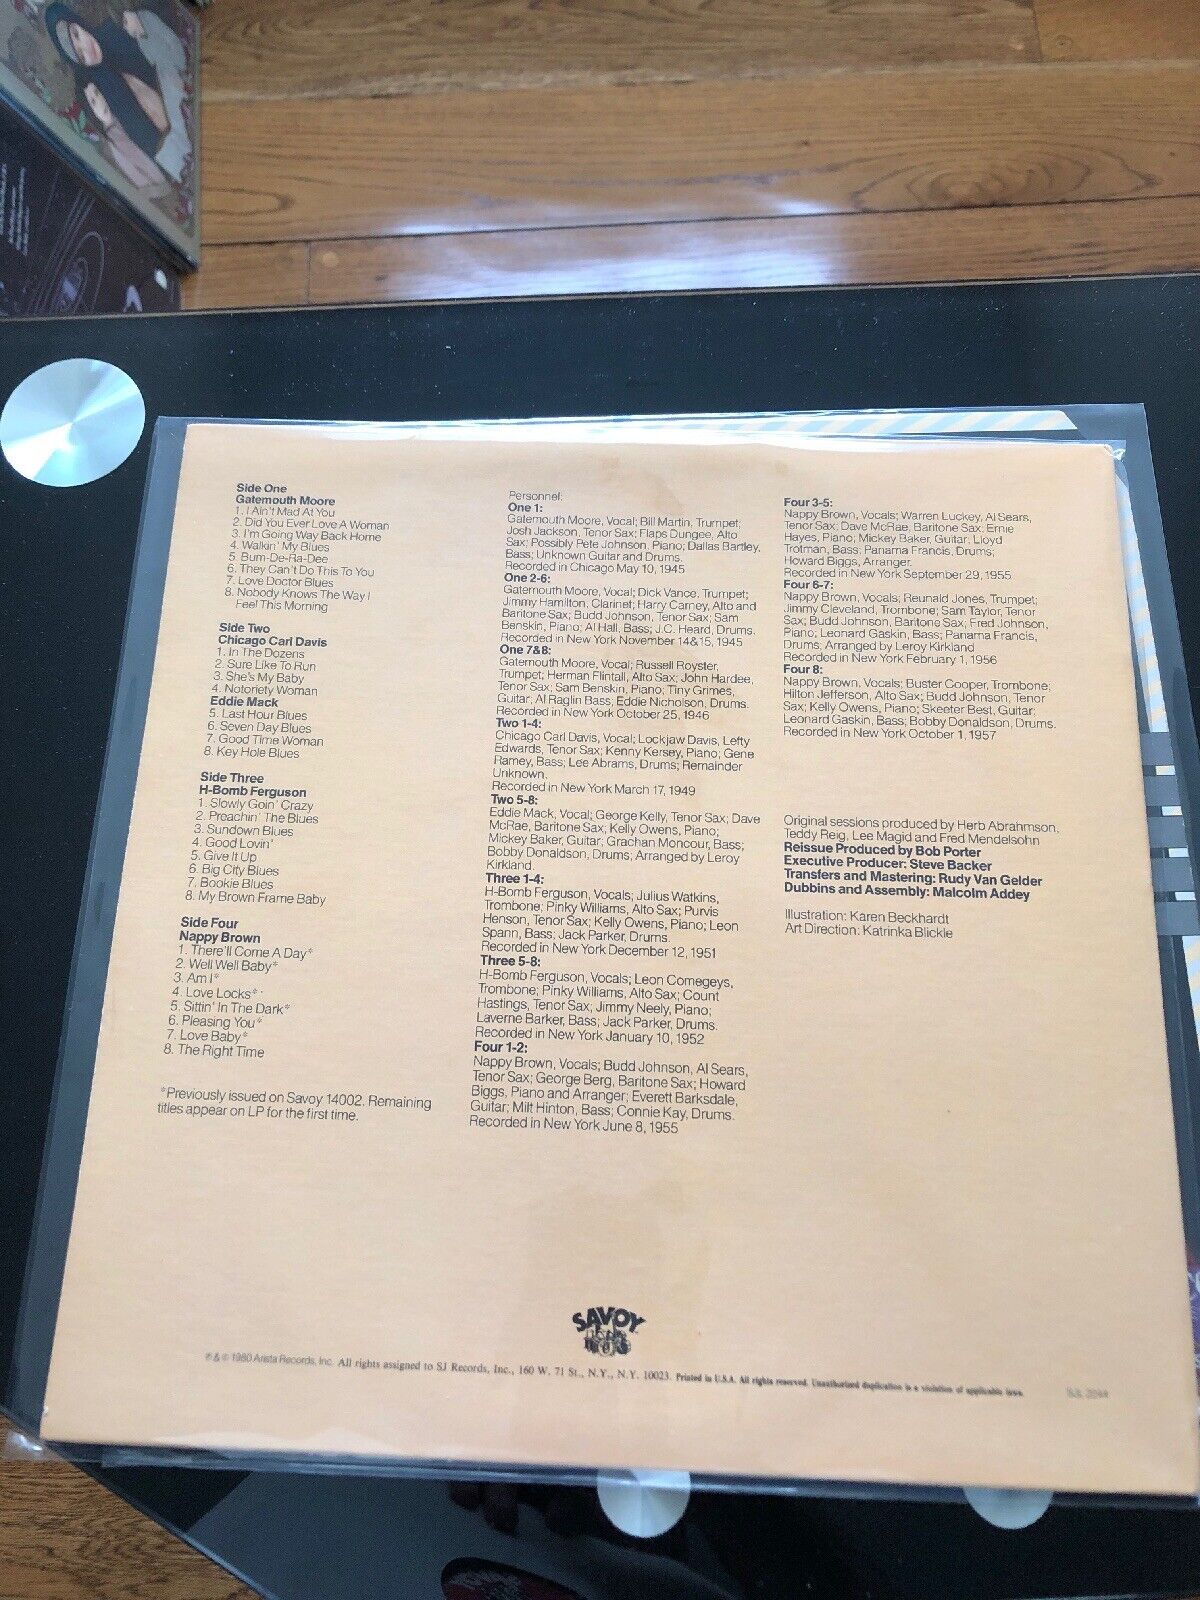 Side One
Gatemouth Moore
1. I Ain't Mad At You
2. Did You Ever Love A Woman
3. I'm Going Way Back Home
4. Walkin' My Blues
5. Bum-De-Ra-Dee
6. They Can't Do This To You
7. Love Doctor Blues
8. Nobody Knows The Way I
Feel This Morning
Side Two
Chicago Carl Davis
1. In The Dozens
2. Sure Like To Run
3. She's My Baby
4. Notoriety Woman
Eddie Mack
5. Last Hour Blues
6. Seven Day Blues
7. Good Time Woman
8. Key Hole Blues
Side Three
H-Bomb Ferguson
1. Slowly Goin' Crazy
2. Preachin' The Blues
3. Sundown Blues
4. Good Lovin'
5. Give It Up
6. Big City Blues
7. Bookie Blues
8. My Brown Frame Baby
Side Four
Nappy Brown
1. There'll Come A Day*
2. Well Well Baby*
3. Am I*
4. Love Locks*
5. Sittin' In The Dark*
6. Pleasing You*
7. Love Baby*
8. The Right Time
*Previously issued on Savoy 14002. Remaining
titles appear on LP for the first time.
Personnel:
One 1:
Gatemouth Moore, Vocal; Bill Martin, Trumpet;
Josh Jackson, Tenor Sax; Flaps Dungee, Alto
Sax; Possibly Pete Johnson, Piano; Dallas Bartley,
Bass; Unknown Guitar and Drums.
Recorded in Chicago May 10, 1945
One 2-6:
Gatemouth Moore, Vocal; Dick Vance, Trumpet;
Jimmy Hamilton, Clarinet; Harry Carney, Alto and
Baritone Sax; Budd Johnson, Tenor Sax; Sam
Benskin, Piano; Al Hall, Bass; J.C. Heard, Drums.
Recorded in New York November 14&15, 1945
One 7&8:
Gatemouth Moore, Vocal; Russell Royster,
Trumpet; Herman Flintall, Alto Sax; John Hardee,
Tenor Sax; Sam Benskin, Piano; Tiny Grimes,
Guitar; Al Raglin Bass; Eddie Nicholson, Drums.
Recorded in New York October 25, 1946
Two 1-4:
Chicago Carl Davis, Vocal; Lockjaw Davis, Lefty
Edwards, Tenor Sax; Kenny Kersey, Piano; Gene
Ramey, Bass; Lee Abrams, Drums; Remainder
Unknown.
Recorded in New York March 17, 1949
Two 5-8:
Eddie Mack, Vocal; George Kelly, Tenor Sax; Dave
McRae, Baritone Sax; Kelly Owens, Piano;
Mickey Baker, Guitar; Grachan Moncour, Bass;
Bobby Donaldson, Drums; Arranged by Leroy
Kirkland.
Three 1-4:
H-Bomb Ferguson, Vocals; Julius Watkins,
Trombone; Pinky Williams, Alto Sax; Purvis
Henson, Tenor Sax; Kelly Owens, Piano; Leon
Spann, Bass; Jack Parker, Drums.
Recorded in New York December 12, 1951
Three 5-8:
H-Bomb Ferguson, Vocals; Leon Comegeys,
Trombone; Pinky Williams, Alto Sax; Count
Hastings, Tenor Sax; Jimmy Neely, Piano;
Laverne Barker, Bass; Jack Parker, Drums.
Recorded in New York January 10, 1952
Four 1-2:
Nappy Brown, Vocals; Budd Johnson, Al Sears,
Tenor Sax; George Berg, Baritone Sax; Howard
Biggs, Piano and Arranger; Everett Barksdale,
Guitar; Milt Hinton, Bass; Connie Kay, Drums.
Recorded in New York June 8, 1955
Four 3-5:
Nappy Brown, Vocals; Warren Luckey, Al Sears,
Tenor Sax; Dave McRae, Baritone Sax; Ernie
Hayes, Piano; Mickey Baker, Guitar; Lloyd
Trotman, Bass; Panama Francis, Drums;
Howard Biggs, Arranger.
Recorded in New York September 29, 1955
Four 6-7:
Nappy Brown, Vocals; Reunald Jones, Trumpet;
Jimmy Cleveland, Trombone; Sam Taylor, Tenor
Sax; Budd Johnson, Baritone Sax; Fred Johnson,
Piano; Leonard Gaskin, Bass; Panama Francis,
Drums; Arranged by Leroy Kirkland
Recorded in New York February 1, 1956
Four 8:
Nappy Brown, Vocals; Buster Cooper, Trombone;
Hilton Jefferson, Alto Sax; Budd Johnson, Tenor
Sax; Kelly Owens, Piano; Skeeter Best, Guitar;
Leonard Gaskin, Bass; Bobby Donaldson, Drums.
Recorded in New York October 1, 1957
Original sessions produced by Herb Abrahmson,
Teddy Reig, Lee Magid and Fred Mendelsohn
Reissue Produced by Bob Porter
Executive Producer: Steve Backer
Transfers and Mastering: Rudy Van Gelder
Dubbins and Assembly: Malcolm Addey
Illustration: Karen Beckhardt
Art Direction: Katrinka Blickle
SAVOY
℗ & © 1980 Arista Records, Inc. All rights assigned to SJ Records, Inc., 160 W. 71 St., N.Y., N.Y. 10023. Printed in U.S.A. All rights reserved. Unauthorized duplication is a violation of applicable laws.
SJL 2244